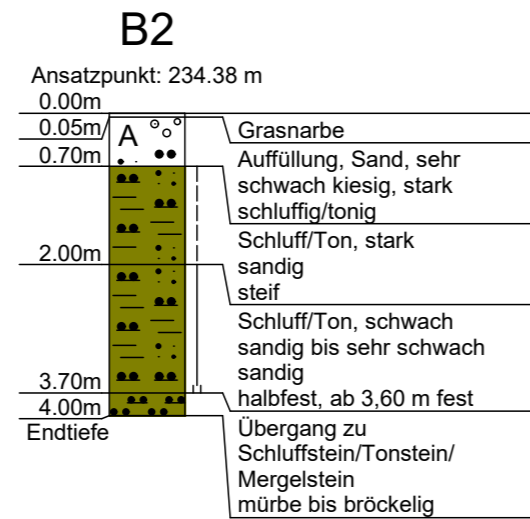 B2
Ansatzpunkt: 234.38 m
0.00m
0.05m
A
Grasnarbe
0.70m
Auffüllung, Sand, sehr
schwach kiesig, stark
schluffig/tonig
Schluff/Ton, stark
sandig
steif
2.00m
Schluff/Ton, schwach
sandig bis sehr schwach
sandig
halbfest, ab 3,60 m fest
3.70m
4.00m
Endtiefe
Übergang zu
Schluffstein/Tonstein/
Mergelstein
mürbe bis bröckelig